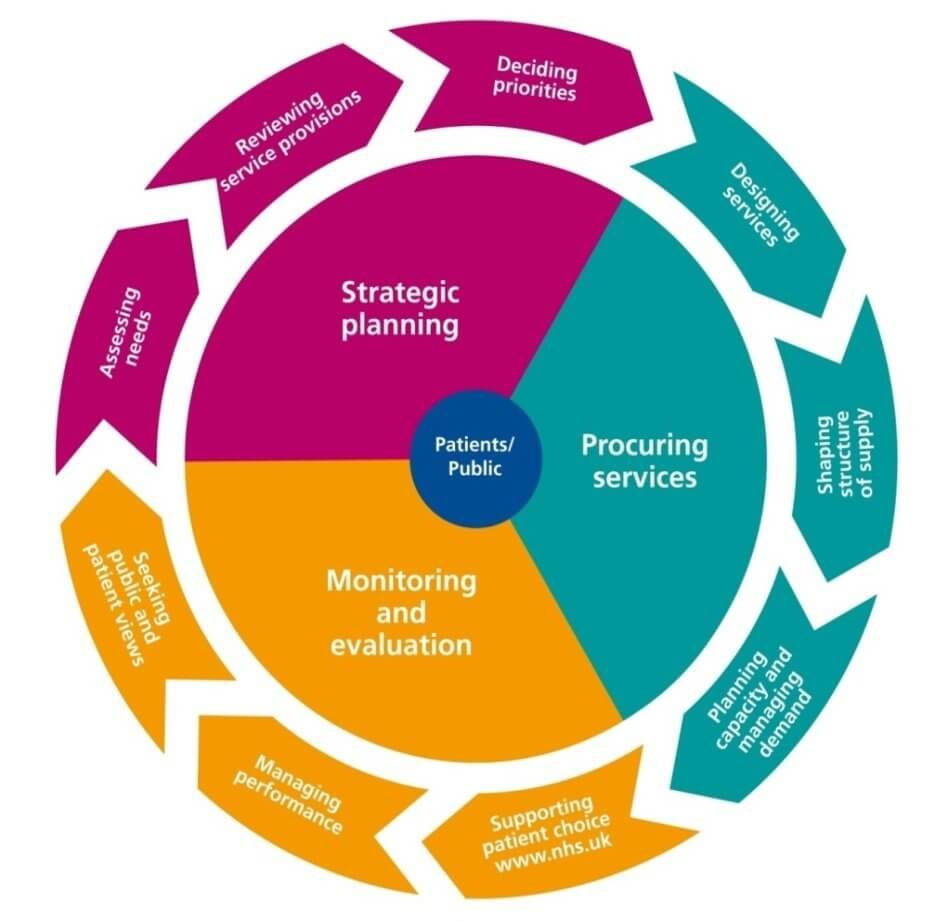 Deciding
priorities
Designing
services
Shaping
structure
of supply
Planning
capacity and
managing
demand
Supporting
patient choice
www.nhs.uk
Managing
performance
Seeking
public and
patient views
Assessing
needs
Reviewing
service provisions
Strategic
planning
Procuring
services
Monitoring
and
evaluation
Patients/
Public